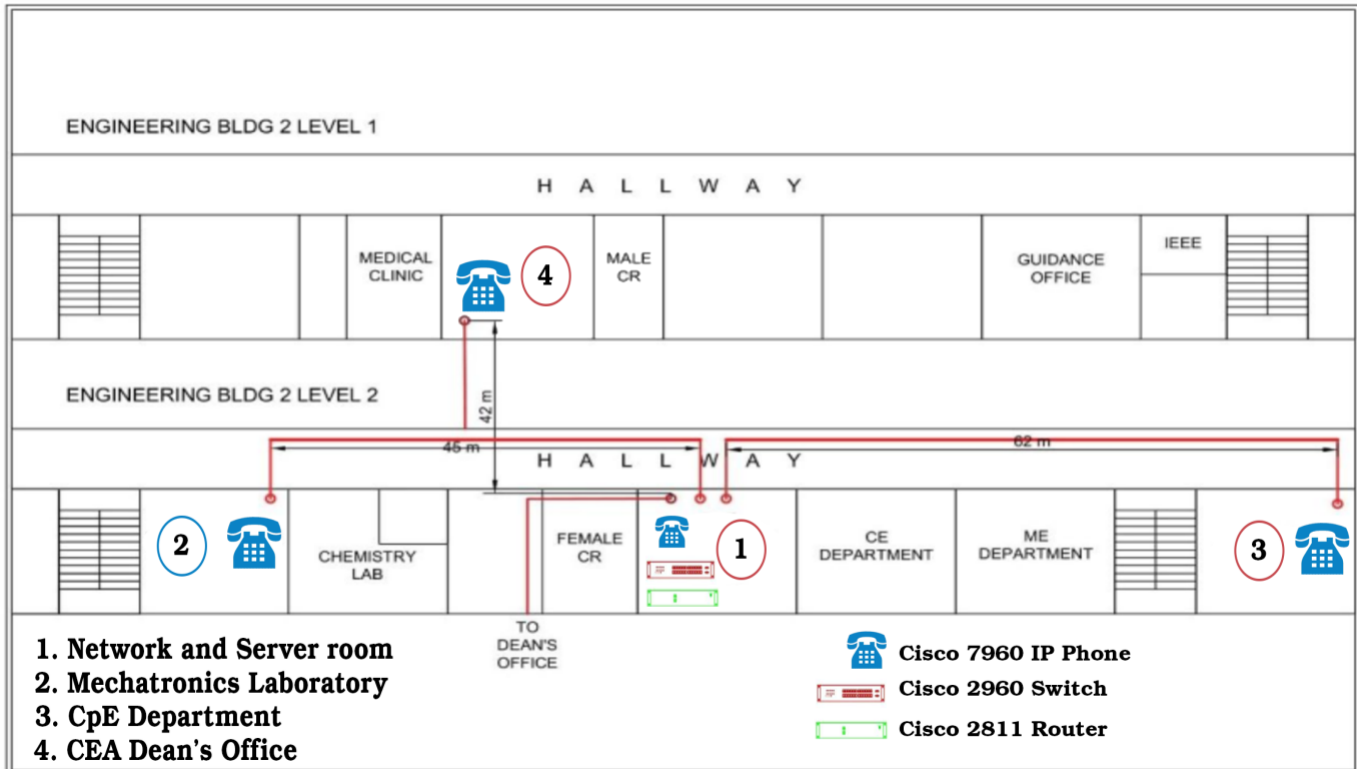 ENGINEERING BLDG 2 LEVEL 1
H A L L W A Y
MEDICAL
CLINIC
4
MALE
CR
GUIDANCE
OFFICE
IEEE
ENGINEERING BLDG 2 LEVEL 2
42 m
45 m
62 m
H A L L W A Y
2
CHEMISTRY
LAB
FEMALE
CR
1
CE
DEPARTMENT
ME
DEPARTMENT
3
TO
DEAN'S
OFFICE
1. Network and Server room
2. Mechatronics Laboratory
3. CpE Department
4. CEA Dean's Office
Cisco 7960 IP Phone
Cisco 2960 Switch
Cisco 2811 Router